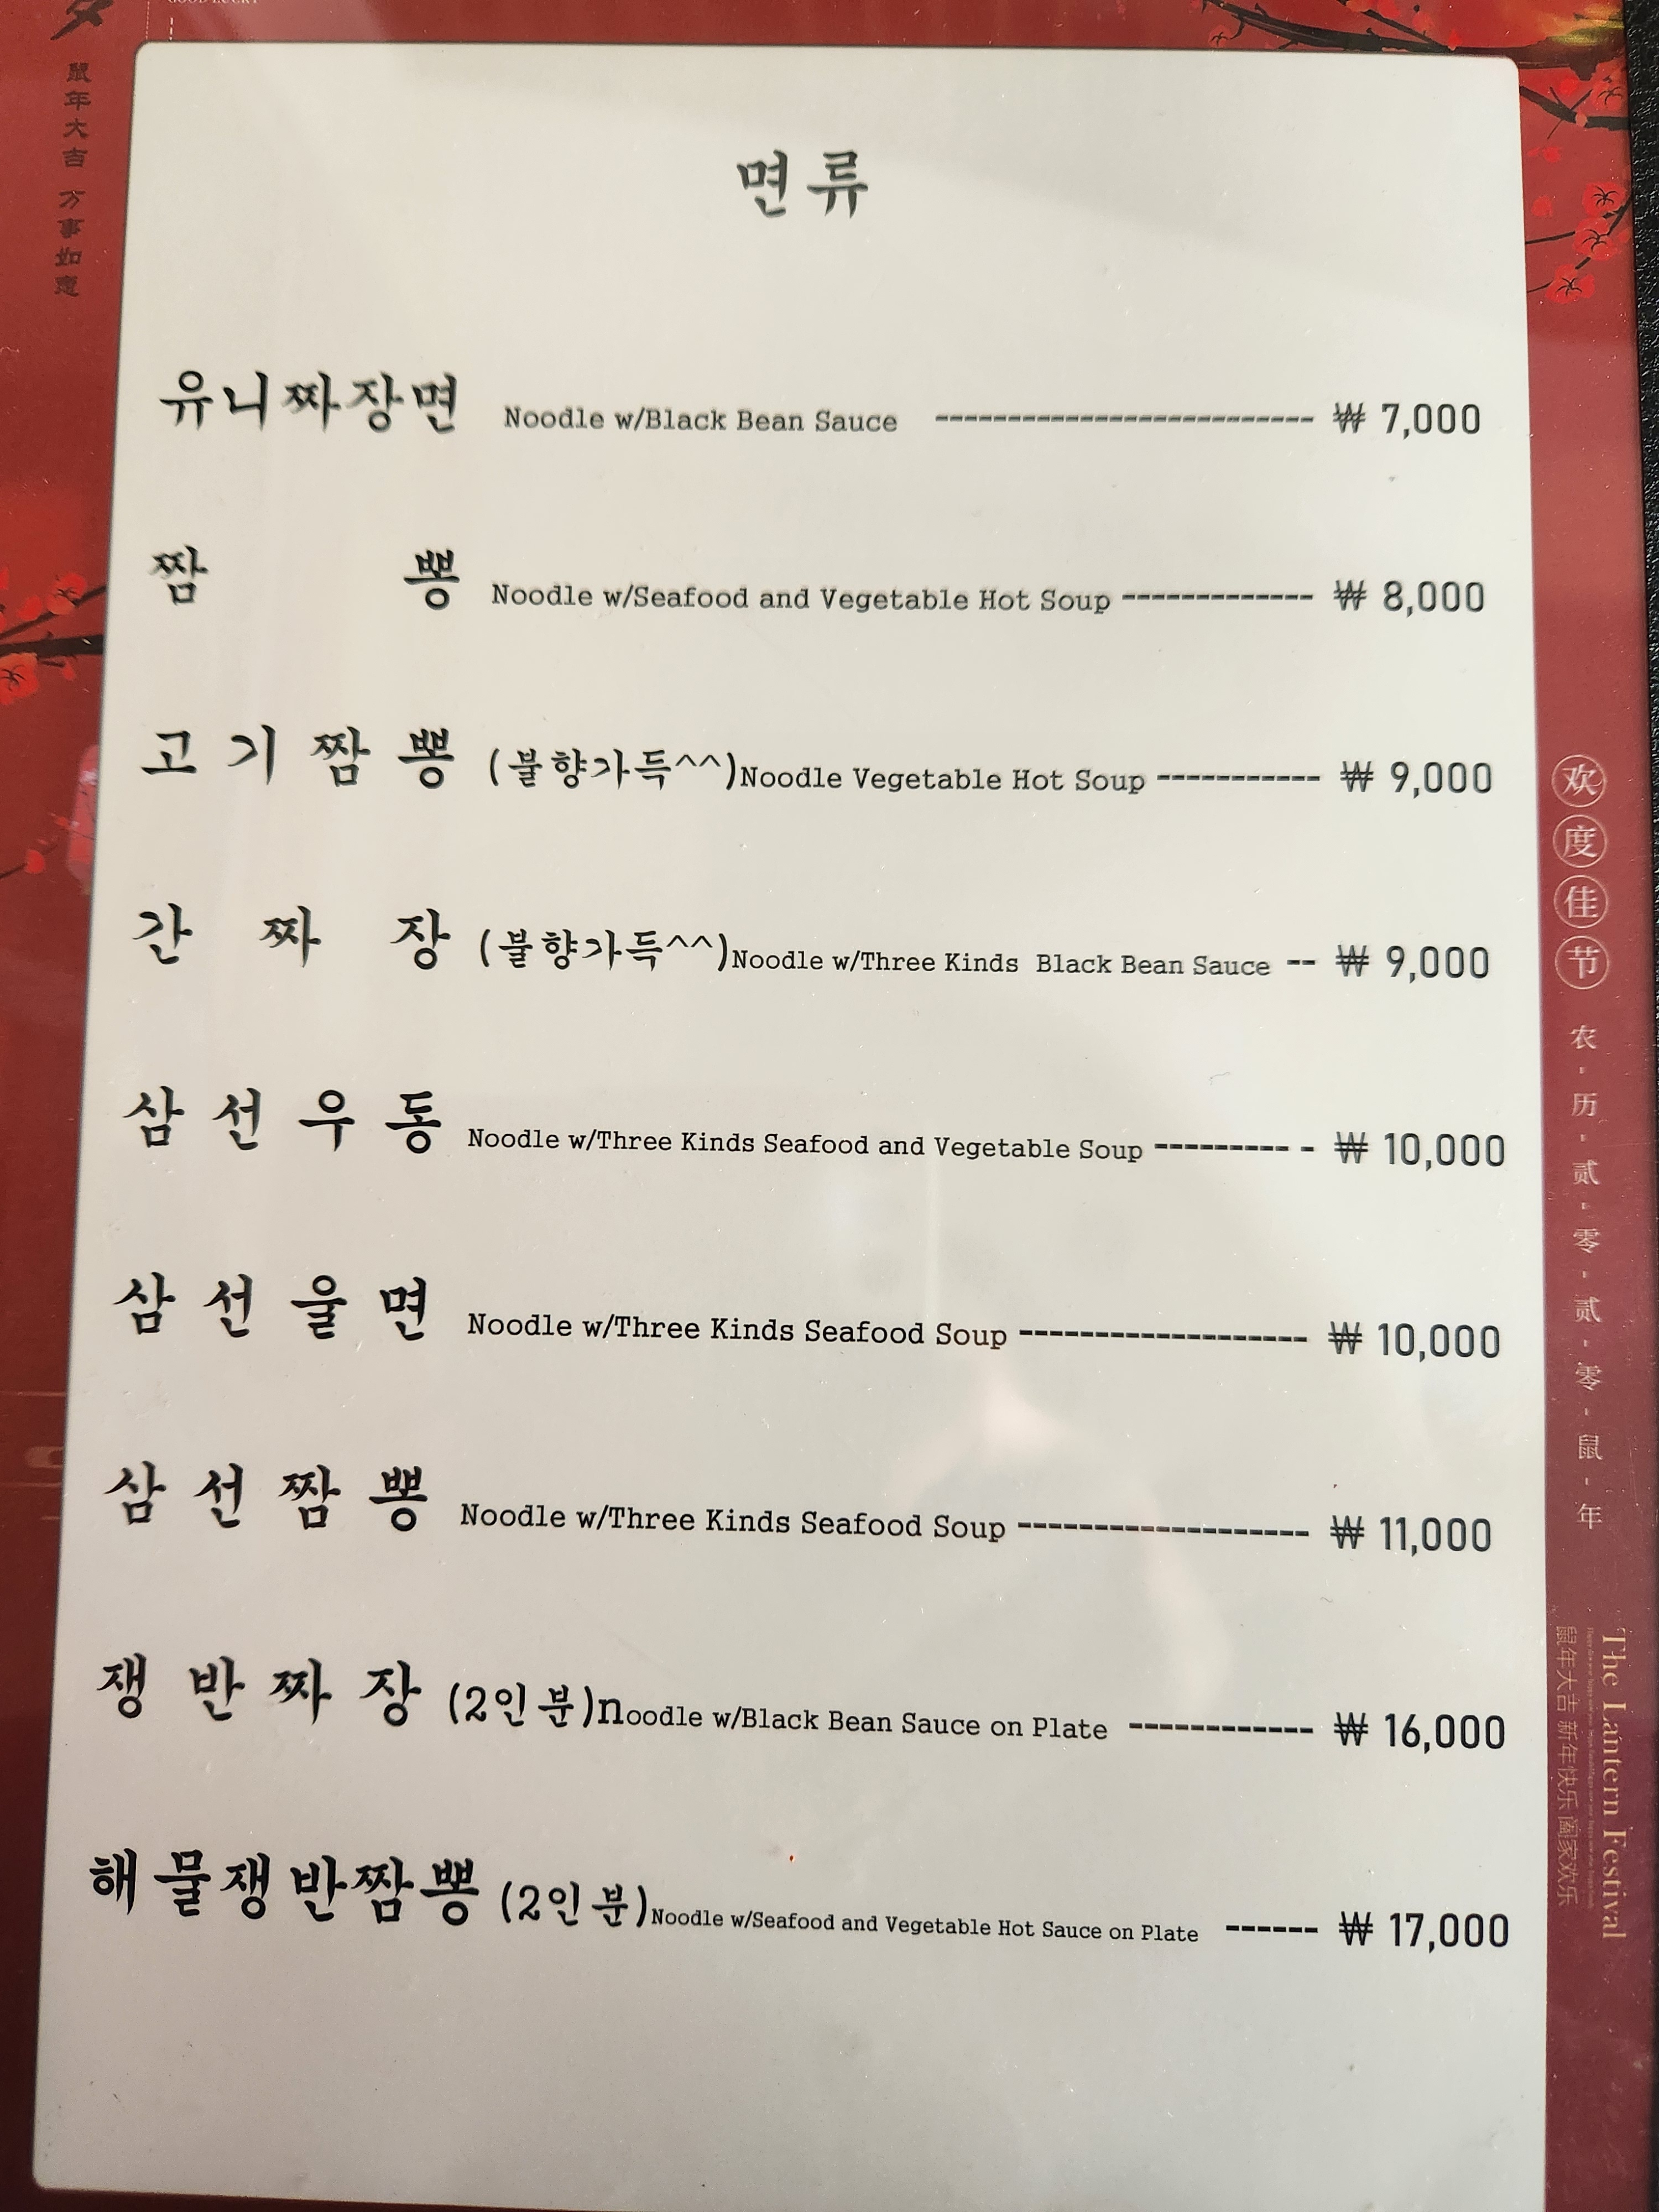 GOOD LUCKY
鼠年大吉 万事如意
면류
유니짜장면 Noodle w/Black Bean Sauce ------------------------- ₩ 7,000
짬 뽕 Noodle w/Seafood and Vegetable Hot Soup ------------- ₩ 8,000
고기짬뽕 (불향가득^^)Noodle Vegetable Hot Soup ----------- ₩ 9,000
간 짜 장 (불향가득^^)Noodle w/Three Kinds Black Bean Sauce -- ₩ 9,000
삼선우동 Noodle w/Three Kinds Seafood and Vegetable Soup --------- - ₩ 10,000
삼선울면 Noodle w/Three Kinds Seafood Soup ------------------- ₩ 10,000
삼선짬뽕 Noodle w/Three Kinds Seafood Soup ------------------- ₩ 11,000
쟁반짜장 (2인분)noodle w/Black Bean Sauce on Plate ------------ ₩ 16,000
해물쟁반짬뽕 (2인분)Noodle w/Seafood and Vegetable Hot Sauce on Plate ------ ₩ 17,000
欢度佳节
农·历·贰·零·贰·零·鼠·年
The Lantern Festival
鼠年大吉 新年快乐 阖家欢乐